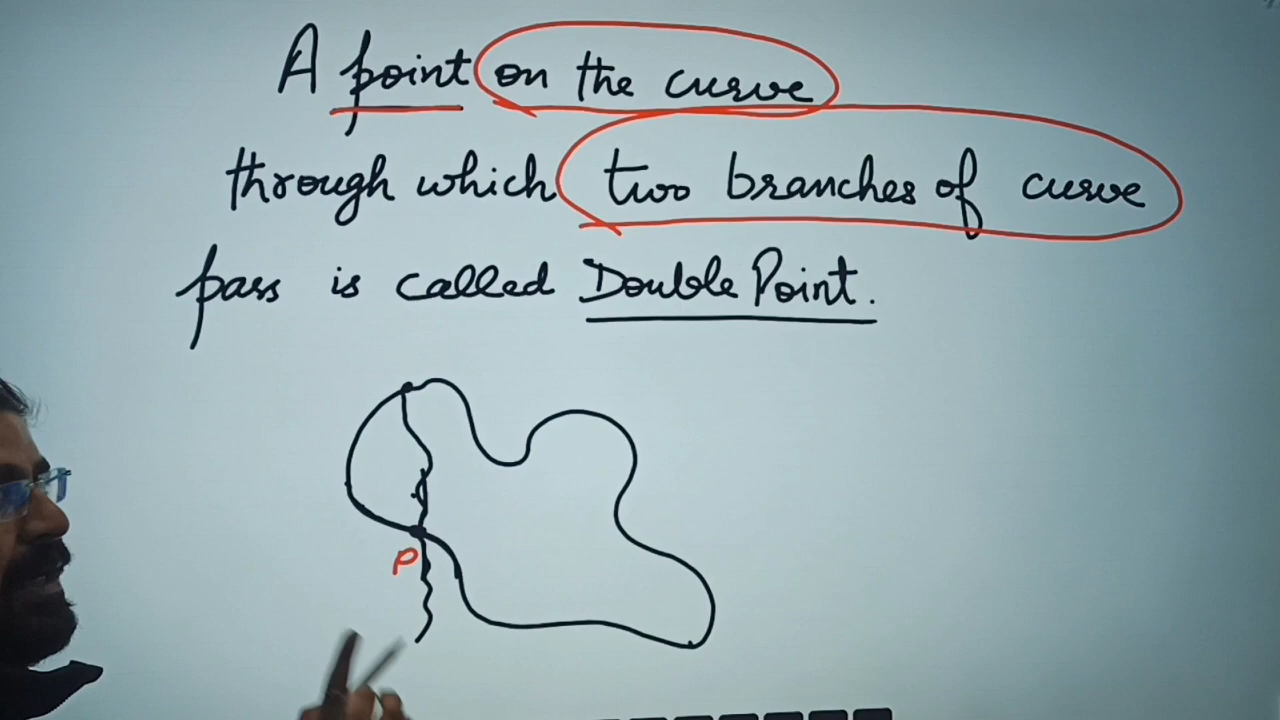 A point on the curve
through which two branches of curve
pass is called Double Point.
P